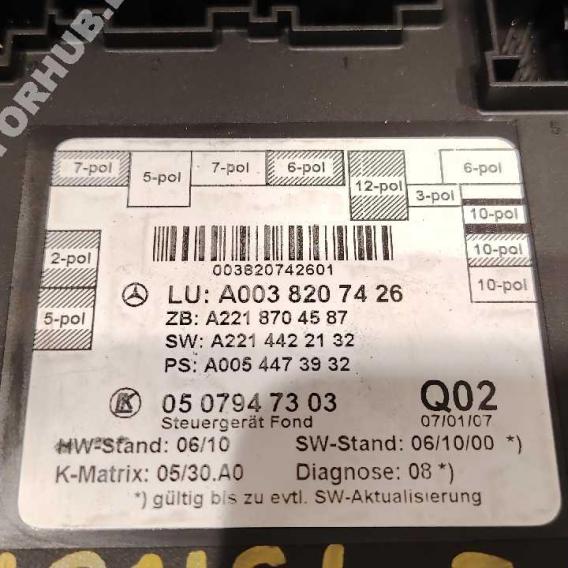 7-pol
5-pol
7-pol
6-pol
12-pol
3-pol
6-pol
10-pol
10-pol
10-pol
2-pol
5-pol
003820742601
LU: A003 820 74 26
ZB: A221 870 45 87
SW: A221 442 21 32
PS: A005 447 39 32
05 0794 73 03
Steuergerät Fond
Q02
07/01/07
HW-Stand: 06/10 SW-Stand: 06/10/00 *)
K-Matrix: 05/30.A0 Diagnose: 08 *)
*) gültig bis zu evtl. SW-Aktualisierung